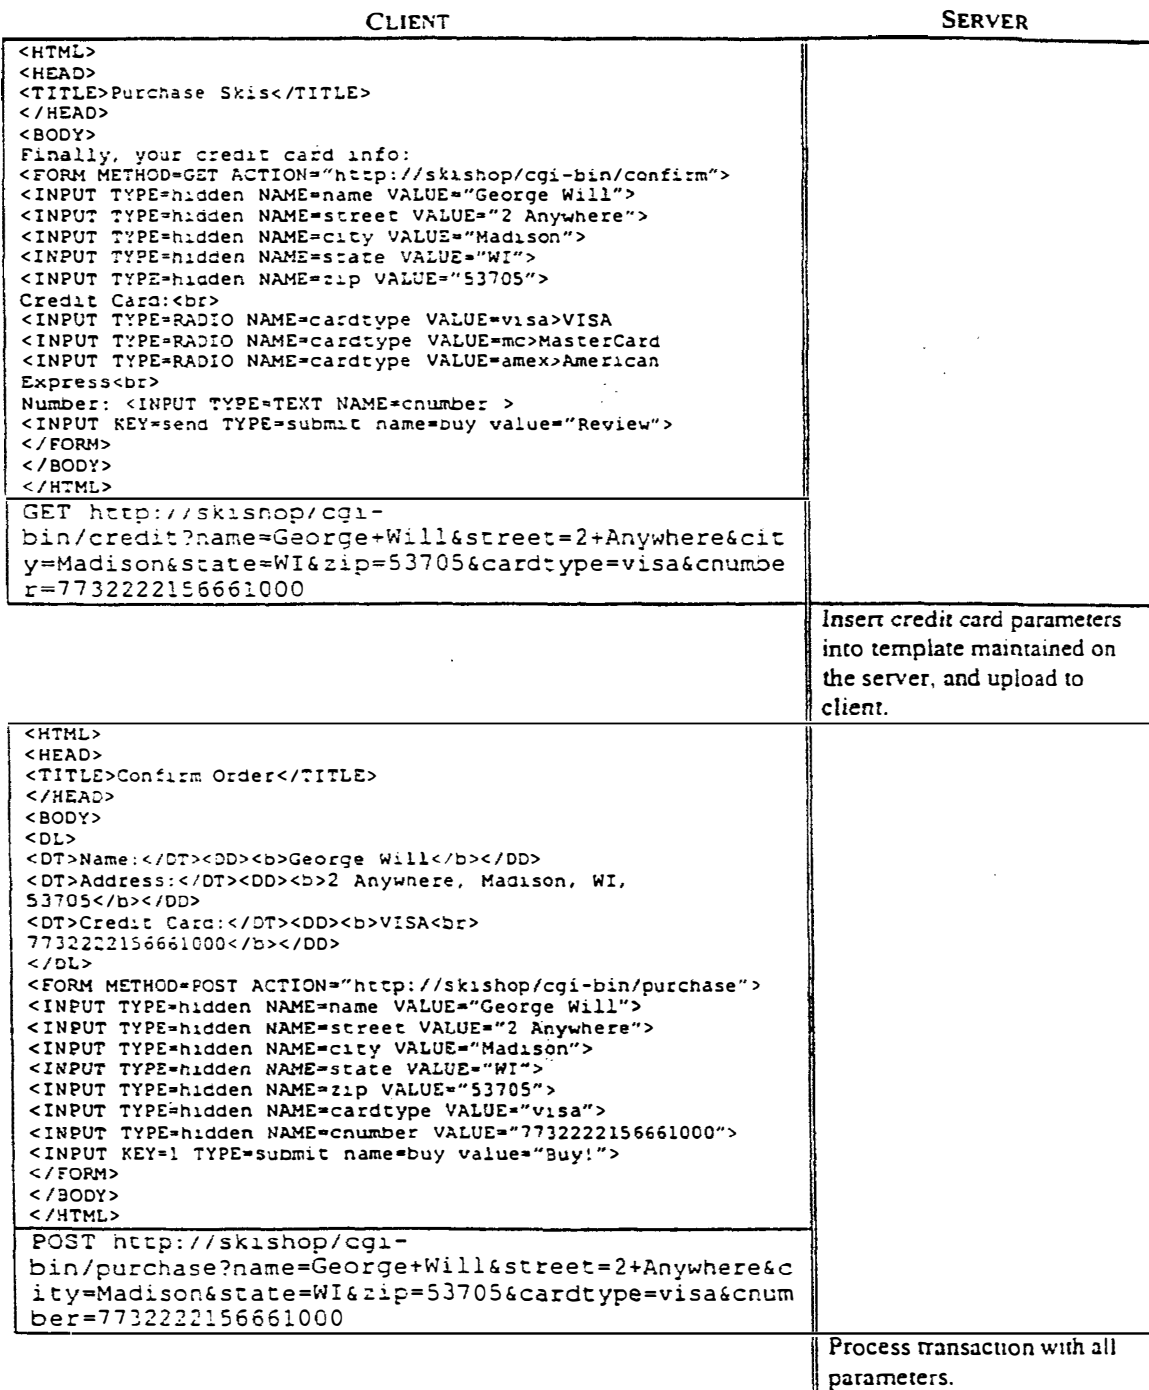 CLIENT SERVER
<HTML>
<HEAD>
<TITLE>Purchase Skis</TITLE>
</HEAD>
<BODY>
Finally, your credit card info:
<FORM METHOD=GET ACTION="http://skishop/cgi-bin/confirm">
<INPUT TYPE=hidden NAME=name VALUE="George Will">
<INPUT TYPE=hidden NAME=street VALUE="2 Anywhere">
<INPUT TYPE=hidden NAME=city VALUE="Madison">
<INPUT TYPE=hidden NAME=state VALUE="WI">
<INPUT TYPE=hidden NAME=zip VALUE="53705">
Credit Card:<br>
<INPUT TYPE=RADIO NAME=cardtype VALUE=visa>VISA
<INPUT TYPE=RADIO NAME=cardtype VALUE=mc>MasterCard
<INPUT TYPE=RADIO NAME=cardtype VALUE=amex>American
Express<br>
Number: <INPUT TYPE=TEXT NAME=cnumber >
<INPUT KEY=send TYPE=submit name=buy value="Review">
</FORM>
</BODY>
</HTML>
GET http://skishop/cgi-
bin/credit?name=George+Will&street=2+Anywhere&cit
y=Madison&state=WI&zip=53705&cardtype=visa&cnumbe
r=7732222156661000
Insert credit card parameters
into template maintained on
the server, and upload to
client.
<HTML>
<HEAD>
<TITLE>Confirm Order</TITLE>
</HEAD>
<BODY>
<DL>
<DT>Name:</DT><DD><b>George Will</b></DD>
<DT>Address:</DT><DD><b>2 Anywhere, Madison, WI,
53705</b></DD>
<DT>Credit Card:</DT><DD><b>VISA<br>
7732222156661000</b></DD>
</DL>
<FORM METHOD=POST ACTION="http://skishop/cgi-bin/purchase">
<INPUT TYPE=hidden NAME=name VALUE="George Will">
<INPUT TYPE=hidden NAME=street VALUE="2 Anywhere">
<INPUT TYPE=hidden NAME=city VALUE="Madison">
<INPUT TYPE=hidden NAME=state VALUE="WI">
<INPUT TYPE=hidden NAME=zip VALUE="53705">
<INPUT TYPE=hidden NAME=cardtype VALUE="visa">
<INPUT TYPE=hidden NAME=cnumber VALUE="7732222156661000">
<INPUT KEY=1 TYPE=submit name=buy value="Buy!">
</FORM>
</BODY>
</HTML>
POST http://skishop/cgi-
bin/purchase?name=George+Will&street=2+Anywhere&c
ity=Madison&state=WI&zip=53705&cardtype=visa&cnum
ber=7732222156661000
Process transaction with all
parameters.